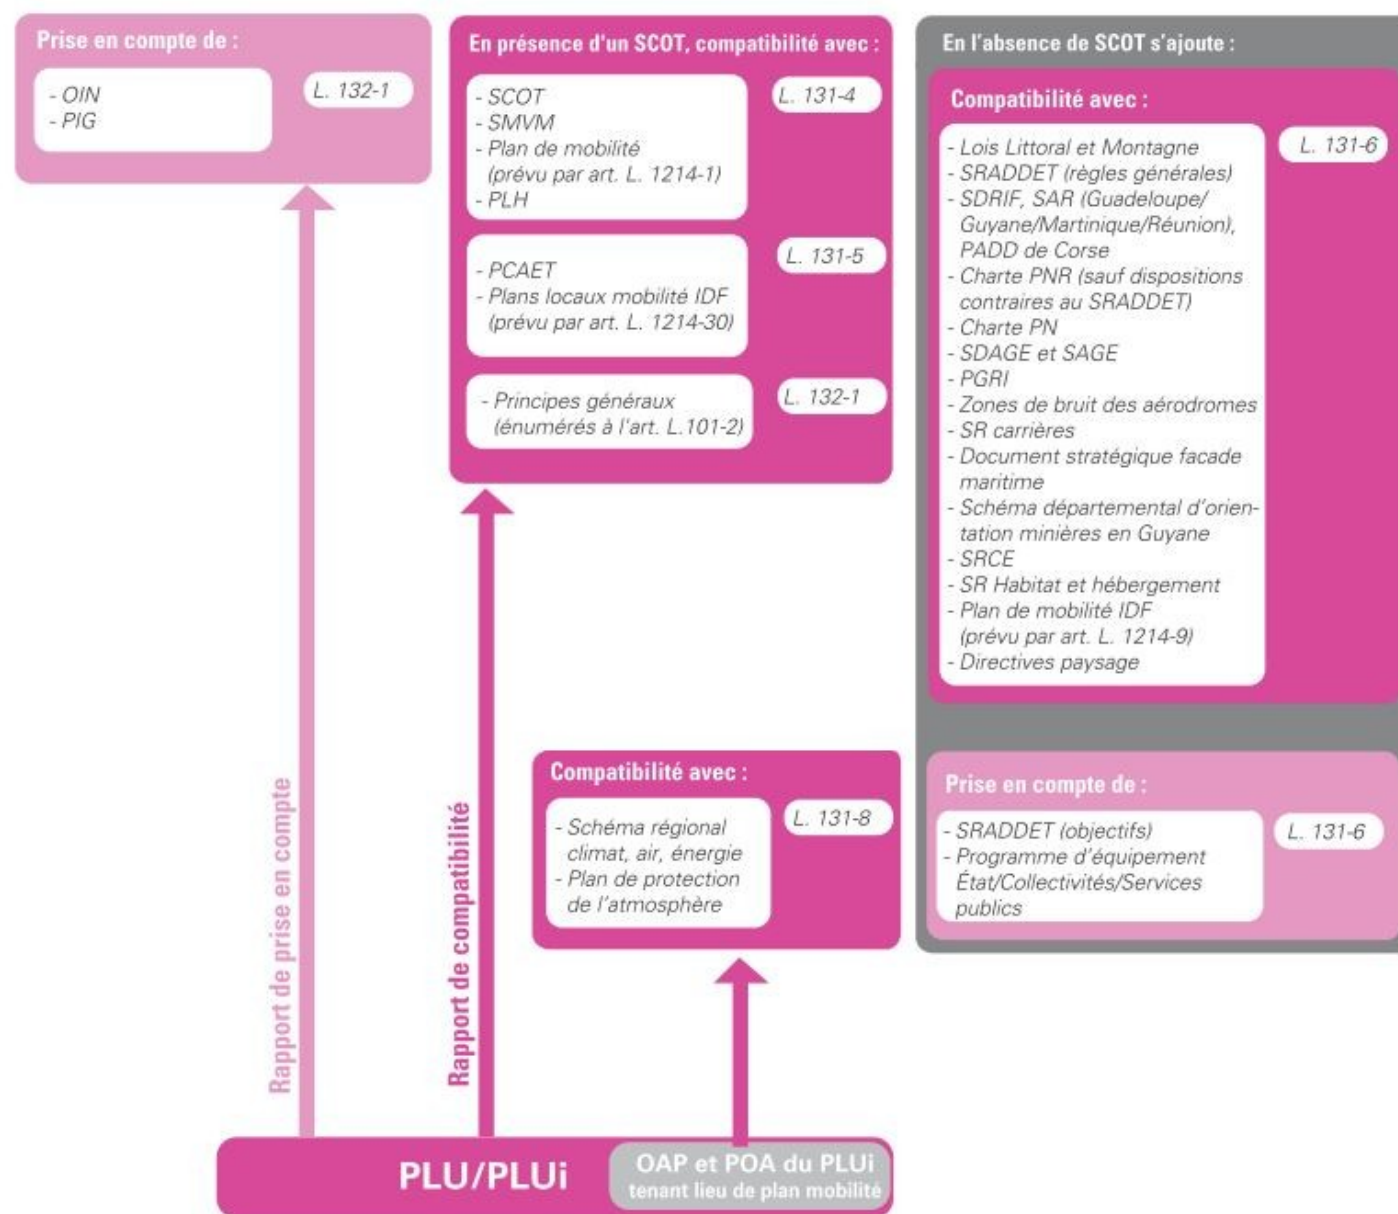 Prise en compte de :
- OIN
- PIG
L. 132-1
En présence d'un SCOT, compatibilité avec :
- SCOT
- SMVM
- Plan de mobilité
(prévu par art. L. 1214-1)
- PLH
L. 131-4
- PCAET
- Plans locaux mobilité IDF
(prévu par art. L. 1214-30)
L. 131-5
- Principes généraux
(énumérés à l'art. L.101-2)
L. 132-1
En l'absence de SCOT s'ajoute :
Compatibilité avec :
- Lois Littoral et Montagne
- SRADDET (règles générales)
- SDRIF, SAR (Guadeloupe/
Guyane/Martinique/Réunion),
PADD de Corse
- Charte PNR (sauf dispositions
contraires au SRADDET)
- Charte PN
- SDAGE et SAGE
- PGRI
- Zones de bruit des aérodromes
- SR carrières
- Document stratégique facade
maritime
- Schéma départemental d'orien-
tation minières en Guyane
- SRCE
- SR Habitat et hébergement
- Plan de mobilité IDF
(prévu par art. L. 1214-9)
- Directives paysage
L. 131-6
Prise en compte de :
- SRADDET (objectifs)
- Programme d'équipement
État/Collectivités/Services
publics
L. 131-6
Compatibilité avec :
- Schéma régional
climat, air, énergie
- Plan de protection
de l'atmosphère
L. 131-8
Rapport de prise en compte
Rapport de compatibilité
PLU/PLUi
OAP et POA du PLUi
tenant lieu de plan mobilité